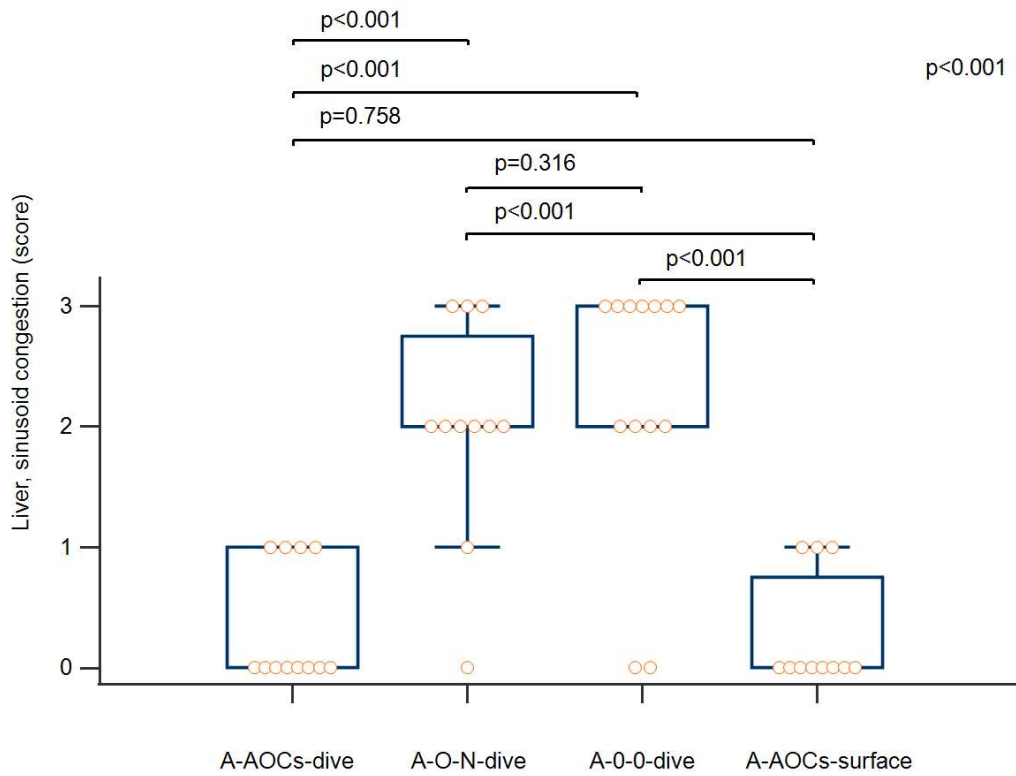 p<0.001
p<0.001
p<0.001
p=0.758
p=0.316
p<0.001
p<0.001
Liver, sinusoid congestion (score)
3
2
1
0
A-AOCs-dive
A-O-N-dive
A-0-0-dive
A-AOCs-surface